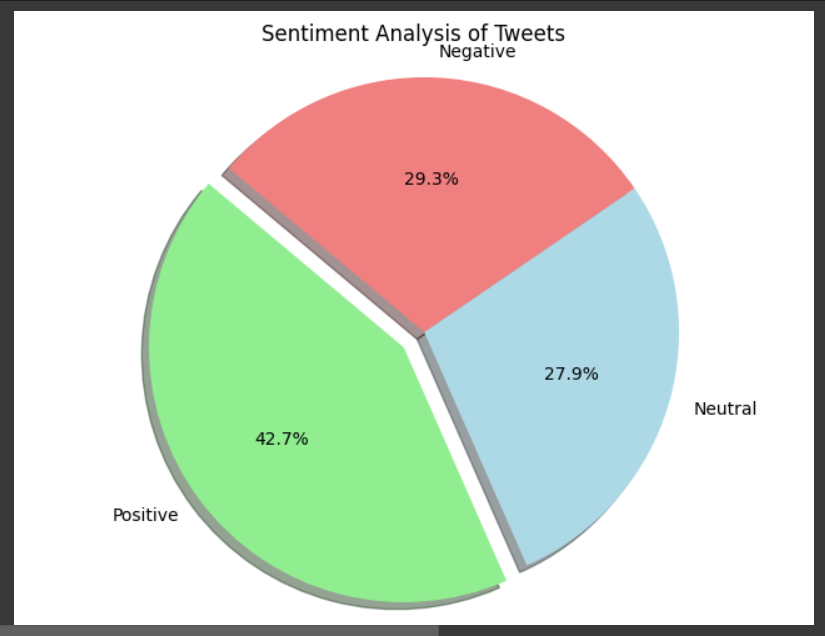 Sentiment Analysis of Tweets
Negative
29.3%
27.9%
Neutral
42.7%
Positive